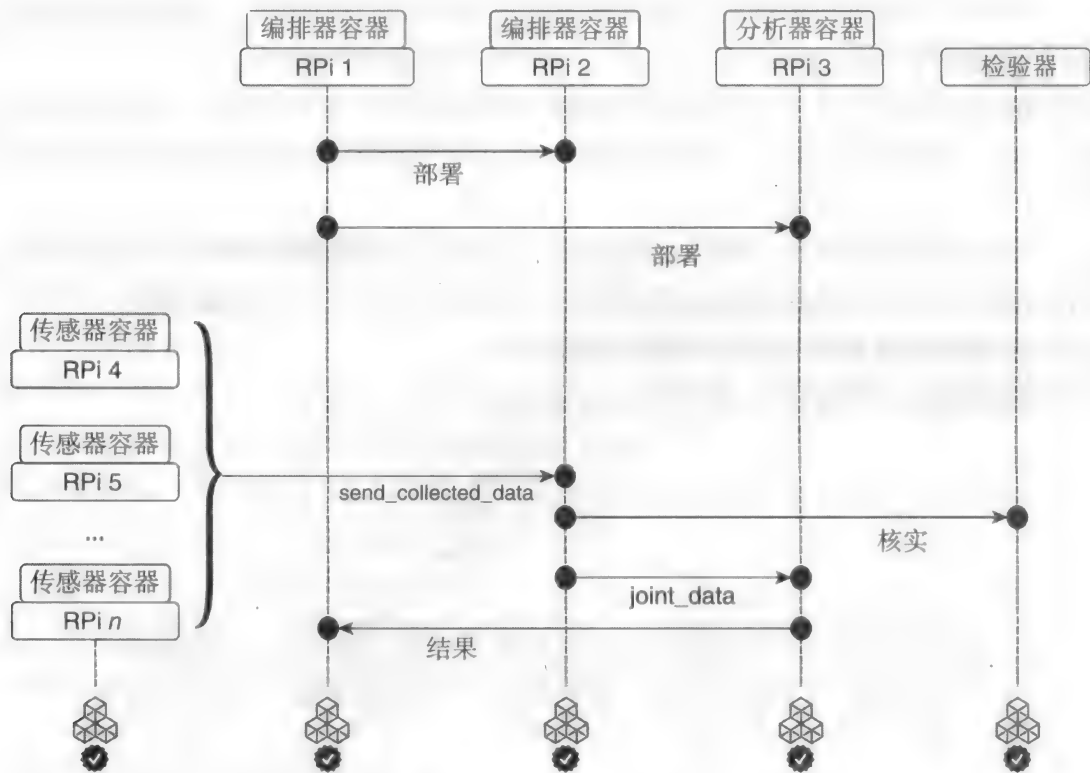 编排器容器
RPi 1
编排器容器
RPi 2
分析器容器
RPi 3
检验器
部署
部署
传感器容器
RPi 4
传感器容器
RPi 5
...
传感器容器
RPi n
send_collected_data
核实
joint_data
结果